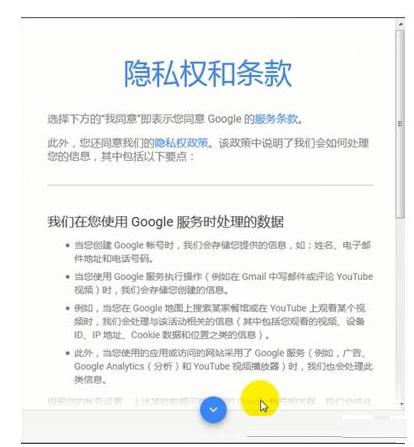 隐私权和条款
选择下方的“我同意”即表示您同意 Google 的服务条款。
此外，您还同意我们的隐私权政策。该政策中说明了我们会如何处理
您的信息，其中包括以下要点：
我们在您使用 Google 服务时处理的数据
• 当您创建 Google 帐号时，我们会存储您提供的信息，如：姓名、电子邮
件地址和电话号码。
• 当您使用 Google 服务执行操作（例如在 Gmail 中写邮件或评论 YouTube
视频）时，我们会存储您创建的信息。
• 例如，当您在 Google 地图上搜索某家餐馆或在 YouTube 上观看某个视
频时，我们会处理与该活动相关的信息（其中包括您观看的视频、设备
ID、IP 地址、Cookie 数据和位置之类的信息）。
• 此外，当您使用的应用或访问的网站采用了 Google 服务（例如，广告、
Google Analytics（分析）和 YouTube 视频播放器）时，我们也会处理此
类信息。